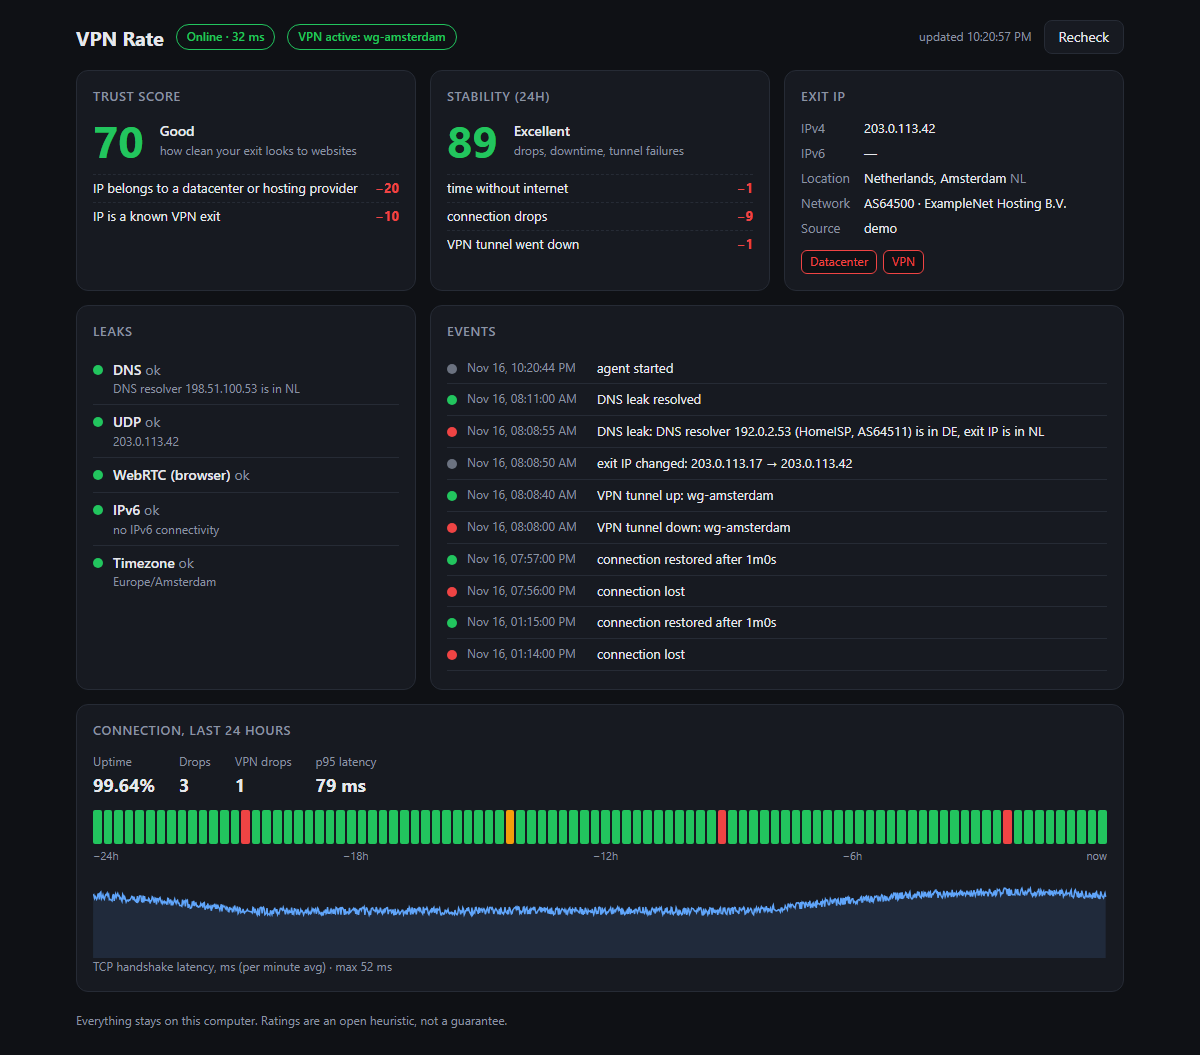 VPN Rate Online · 32 ms VPN active: wg-amsterdam updated 10:20:57 PM Recheck
TRUST SCORE
70 Good
how clean your exit looks to websites
IP belongs to a datacenter or hosting provider −20
IP is a known VPN exit −10
STABILITY (24H)
89 Excellent
drops, downtime, tunnel failures
time without internet −1
connection drops −9
VPN tunnel went down −1
EXIT IP
IPv4 203.0.113.42
IPv6 —
Location Netherlands, Amsterdam NL
Network AS64500 · ExampleNet Hosting B.V.
Source demo
Datacenter VPN
LEAKS
DNS ok
DNS resolver 198.51.100.53 is in NL
UDP ok
203.0.113.42
WebRTC (browser) ok
IPv6 ok
no IPv6 connectivity
Timezone ok
Europe/Amsterdam
EVENTS
Nov 16, 10:20:44 PM agent started
Nov 16, 08:11:00 AM DNS leak resolved
Nov 16, 08:08:55 AM DNS leak: DNS resolver 192.0.2.53 (HomeISP, AS64511) is in DE, exit IP is in NL
Nov 16, 08:08:50 AM exit IP changed: 203.0.113.17 → 203.0.113.42
Nov 16, 08:08:40 AM VPN tunnel up: wg-amsterdam
Nov 16, 08:08:00 AM VPN tunnel down: wg-amsterdam
Nov 16, 07:57:00 PM connection restored after 1m0s
Nov 16, 07:56:00 PM connection lost
Nov 16, 01:15:00 PM connection restored after 1m0s
Nov 16, 01:14:00 PM connection lost
CONNECTION, LAST 24 HOURS
Uptime Drops VPN drops p95 latency
99.64% 3 1 79 ms
−24h −18h −12h −6h now
TCP handshake latency, ms (per minute avg) · max 52 ms
Everything stays on this computer. Ratings are an open heuristic, not a guarantee.